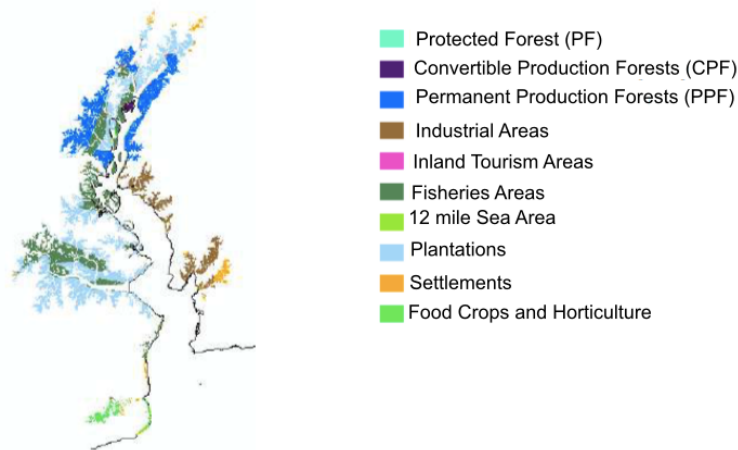 Protected Forest (PF)
Convertible Production Forests (CPF)
Permanent Production Forests (PPF)
Industrial Areas
Inland Tourism Areas
Fisheries Areas
12 mile Sea Area
Plantations
Settlements
Food Crops and Horticulture